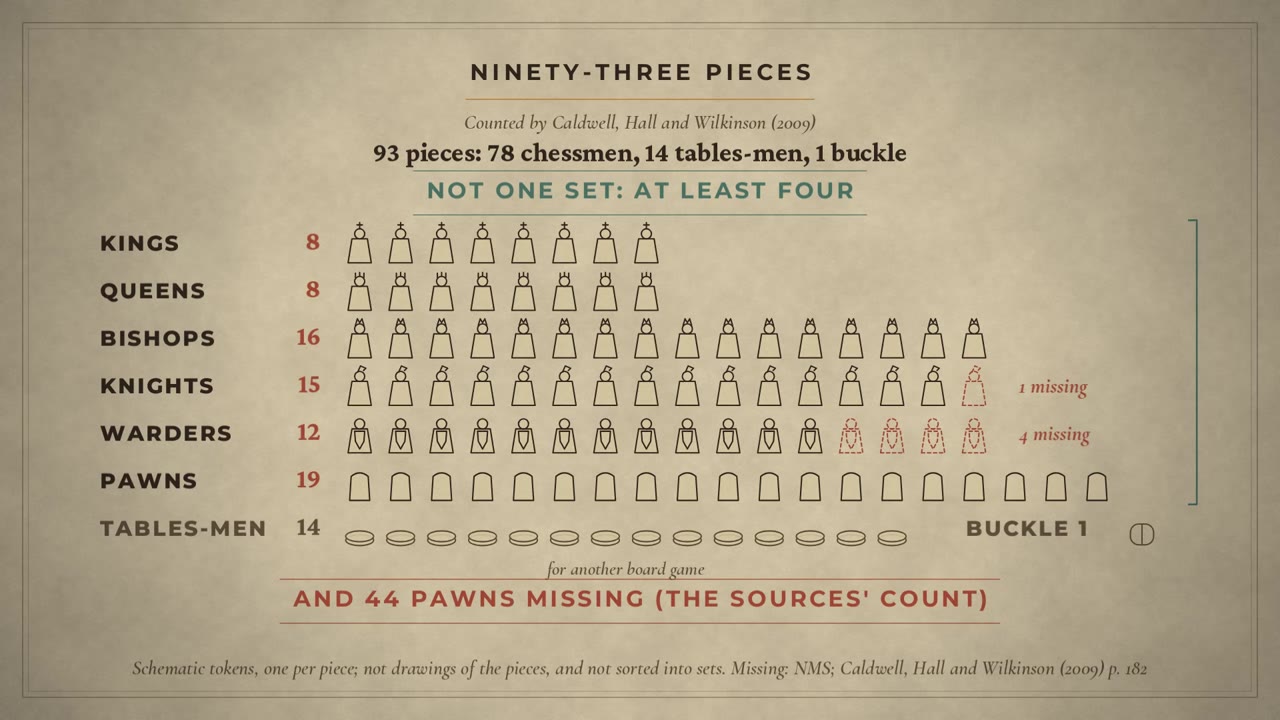 NINETY-THREE PIECES
Counted by Caldwell, Hall and Wilkinson (2009)
93 pieces: 78 chessmen, 14 tables-men, 1 buckle
NOT ONE SET: AT LEAST FOUR
KINGS 8
QUEENS 8
BISHOPS 16
KNIGHTS 15 1 missing
WARDERS 12 4 missing
PAWNS 19
TABLES-MEN 14 BUCKLE 1
for another board game
AND 44 PAWNS MISSING (THE SOURCES' COUNT)
Schematic tokens, one per piece; not drawings of the pieces, and not sorted into sets. Missing: NMS; Caldwell, Hall and Wilkinson (2009) p. 182